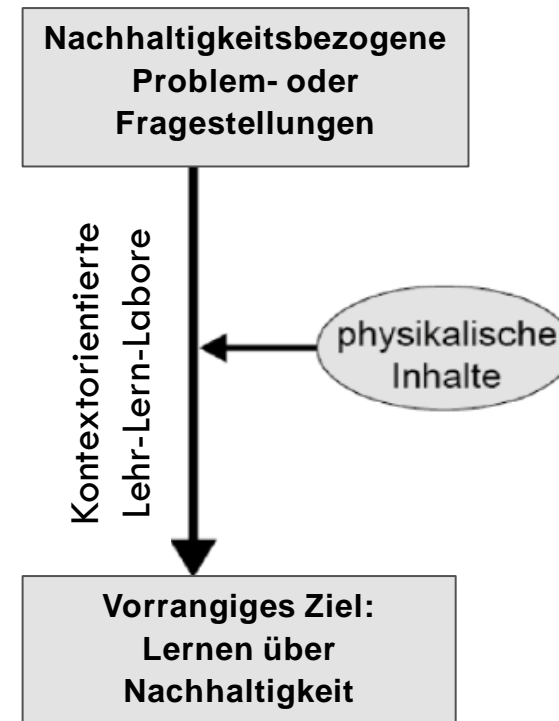 Nachhaltigkeitsbezogene
Problem- oder
Fragestellungen
Kontextorientierte
Lehr-Lern-Labore
physikalische
Inhalte
Vorrangiges Ziel:
Lernen über
Nachhaltigkeit